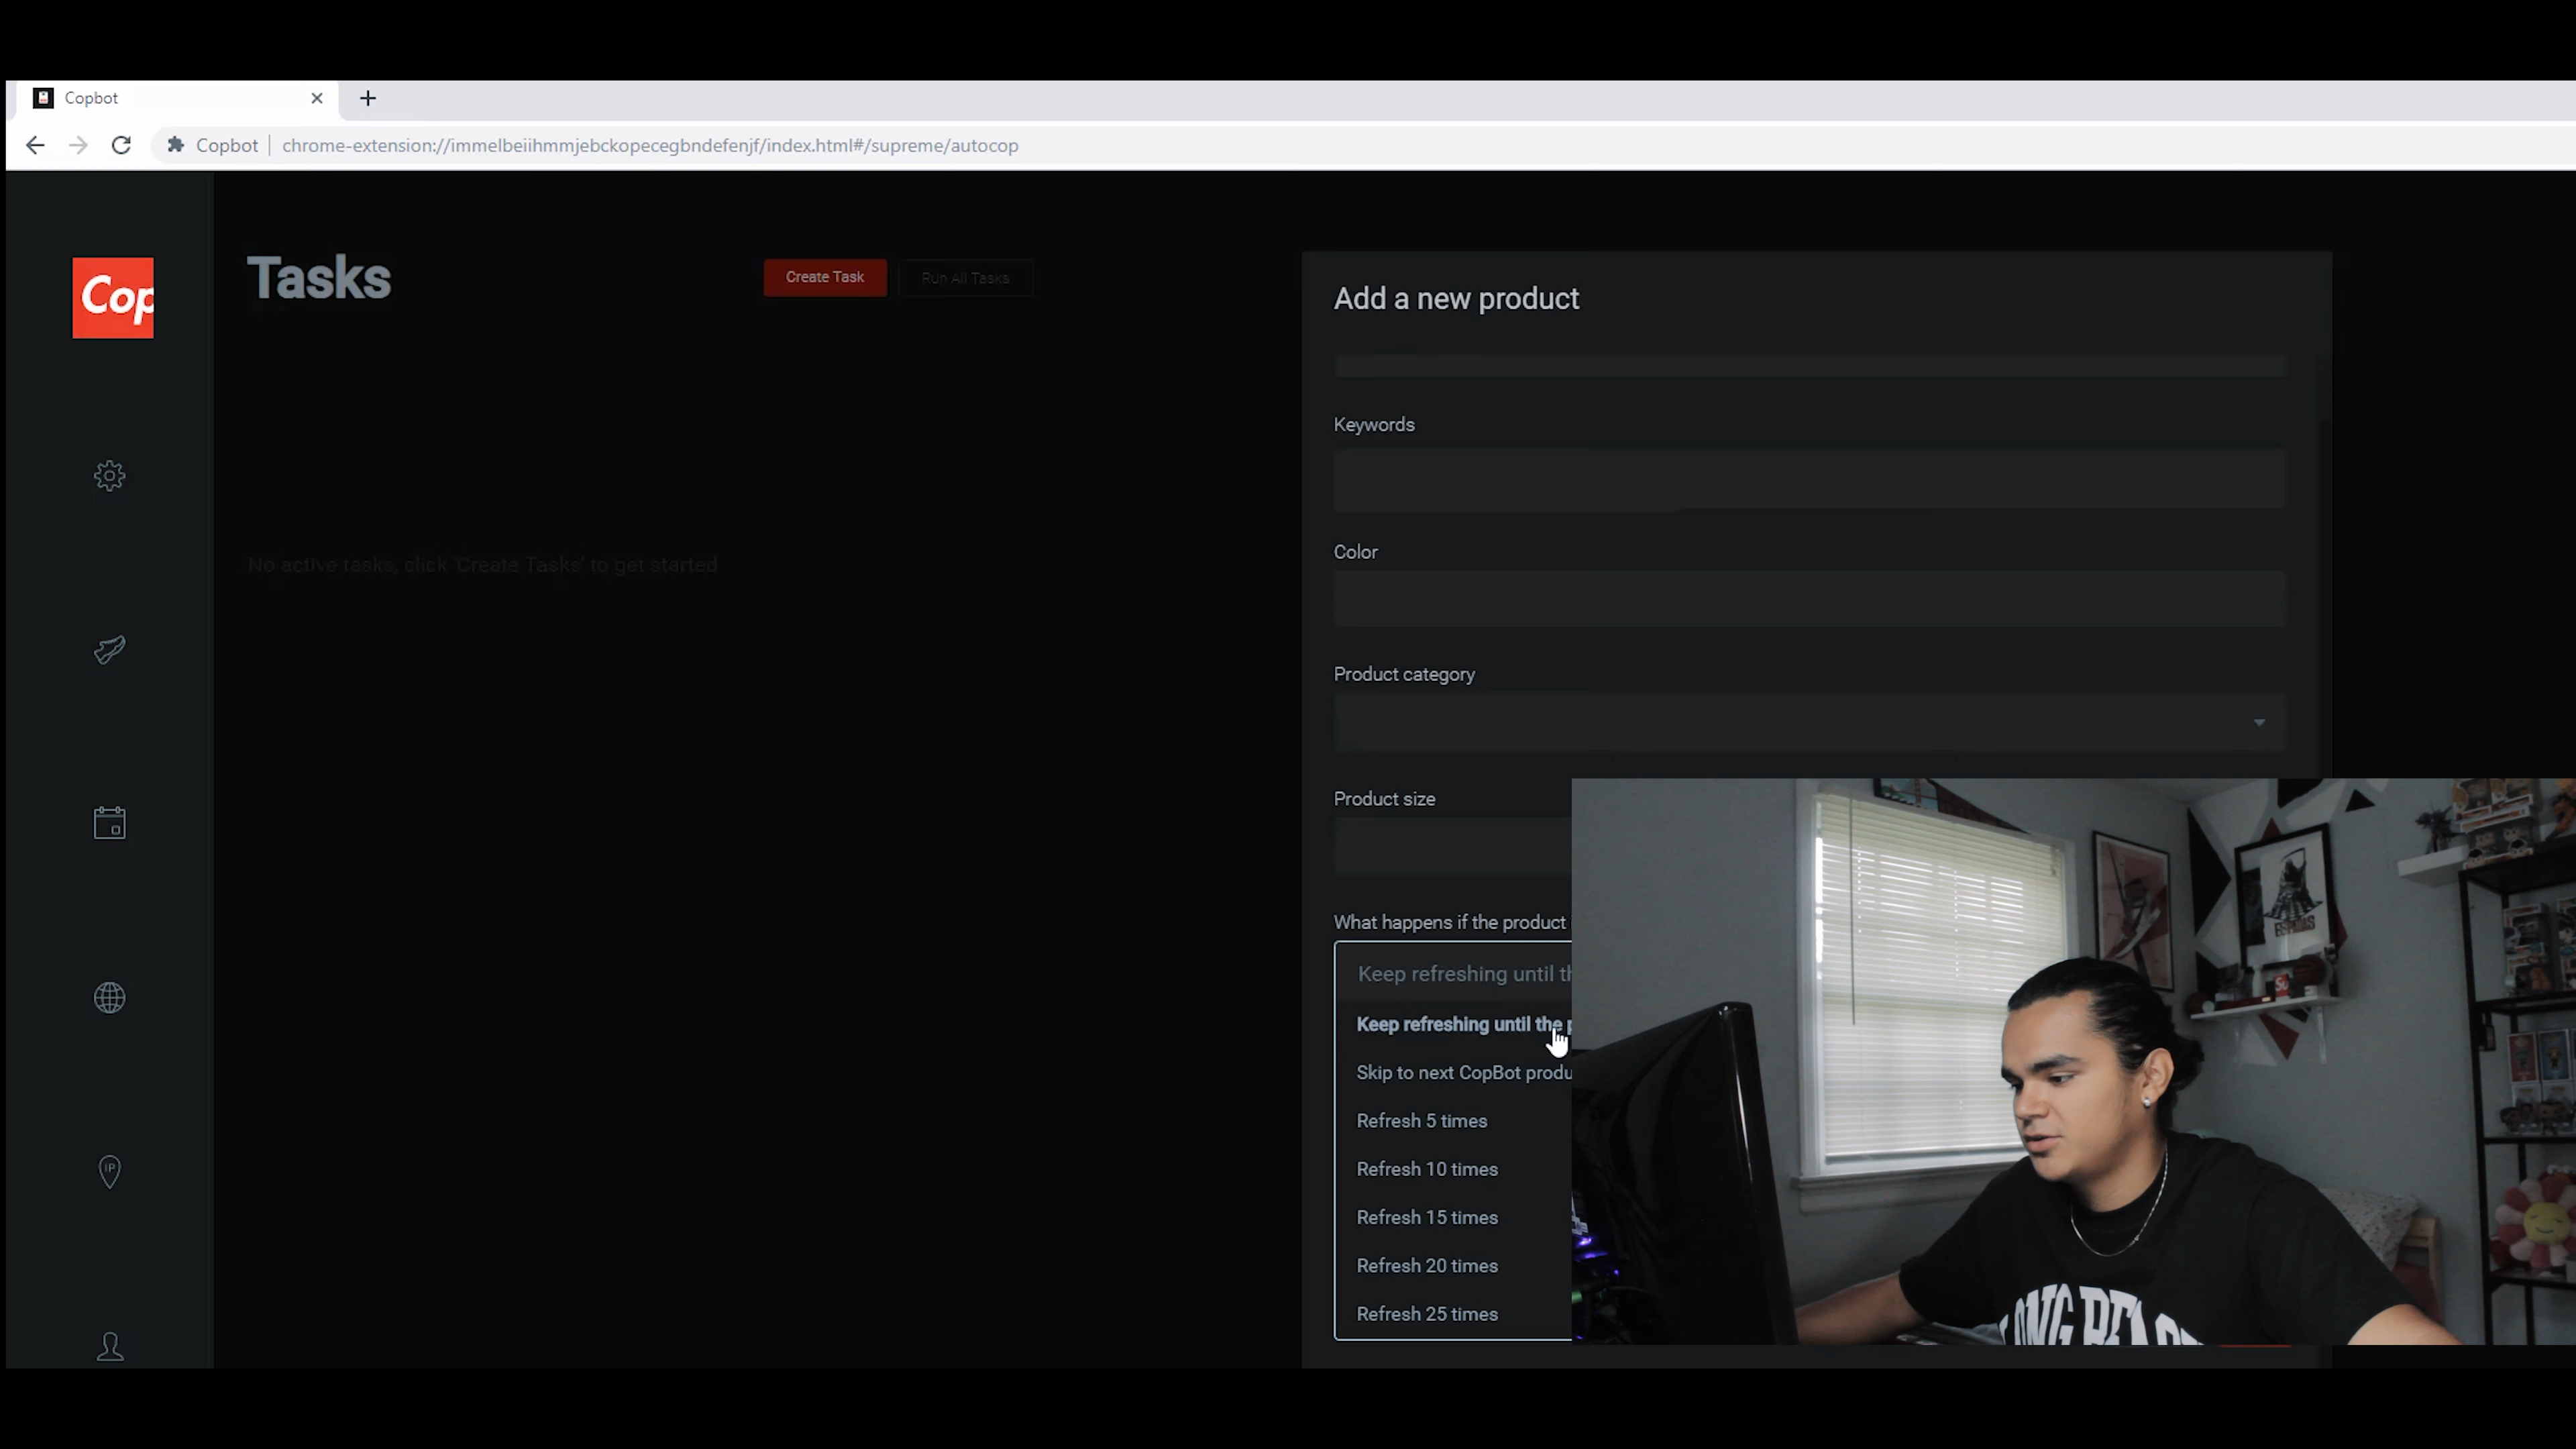 Copbot
Copbot
chrome-extension://immelbeiihmmjebckopecegbndefenjf/index.html#/supreme/autocop
Cop
Tasks
Create Task
Run All Tasks
No active tasks, click 'Create Tasks' to get started
IP
Add a new product
Keywords
Color
Product category
Product size
What happens if the product
Keep refreshing until th
Keep refreshing until the p
Skip to next CopBot produ
Refresh 5 times
Refresh 10 times
Refresh 15 times
Refresh 20 times
Refresh 25 times